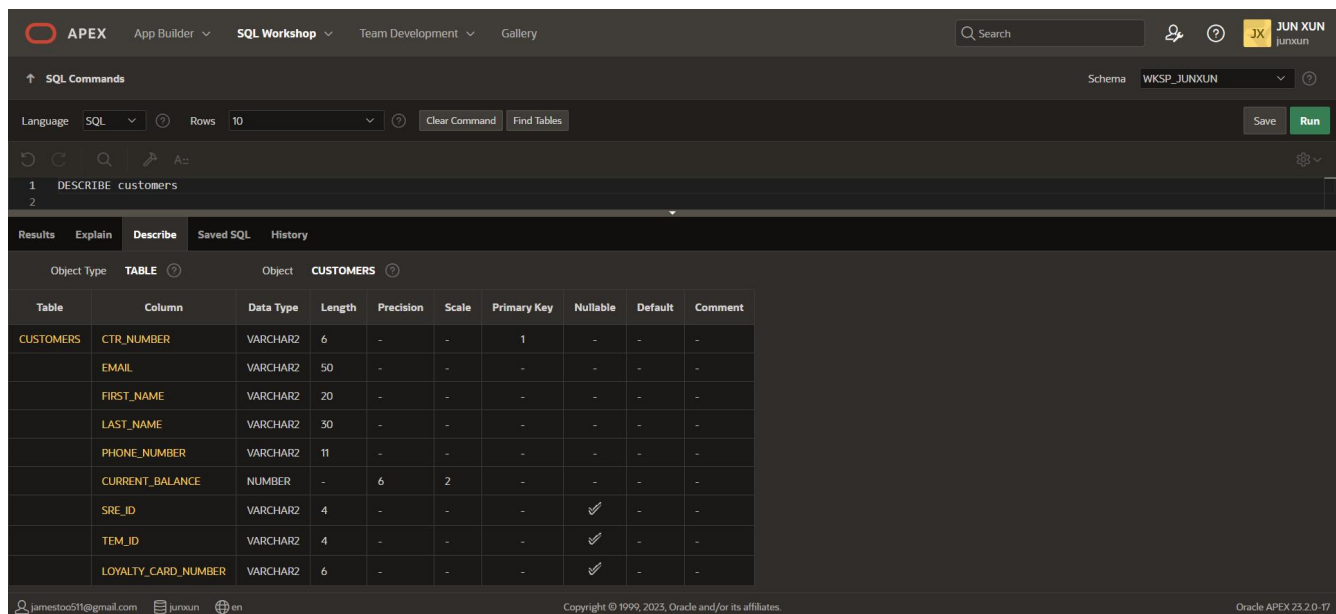 APEX App Builder SQL Workshop Team Development Gallery Search JX JUN XUN
junxun
↑ SQL Commands Schema WKSP_JUNXUN
Language SQL Rows 10 Clear Command Find Tables Save Run
1 DESCRIBE customers
2
Results Explain Describe Saved SQL History
Object Type TABLE Object CUSTOMERS
Table Column Data Type Length Precision Scale Primary Key Nullable Default Comment
CUSTOMERS CTR_NUMBER VARCHAR2 6 - - 1 - - -
EMAIL VARCHAR2 50 - - - - - -
FIRST_NAME VARCHAR2 20 - - - - - -
LAST_NAME VARCHAR2 30 - - - - - -
PHONE_NUMBER VARCHAR2 11 - - - - - -
CURRENT_BALANCE NUMBER - 6 2 - - - -
SRE_ID VARCHAR2 4 - - - ✓ - -
TEM_ID VARCHAR2 4 - - - ✓ - -
LOYALTY_CARD_NUMBER VARCHAR2 6 - - - ✓ - -
jamestoo511@gmail.com junxun en Copyright © 1999, 2023, Oracle and/or its affiliates. Oracle APEX 23.2.0-17